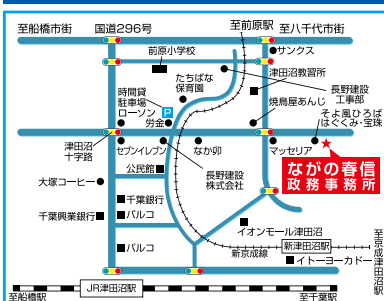 至船橋市街
国道296号
至前原駅
至八千代市街
サンクス
前原小学校
津田沼教習所
たちばな
保育園
長野建設
工事部
時間貸
駐車場
P
ローソン
労金
焼鳥屋あんじ
そよ風ひろば
はぐくみ・宝珠
津田沼
十字路
セブンイレブン
なか卯
マッセリア
公民館
長野建設
株式会社
ながの春信
政務事務所
大塚コーヒー
千葉銀行
千葉興業銀行
パルコ
イオンモール津田沼
パルコ
新京成線
新津田沼駅
イトーヨーカドー
至京成津田沼駅
JR津田沼駅
至船橋駅
至千葉駅